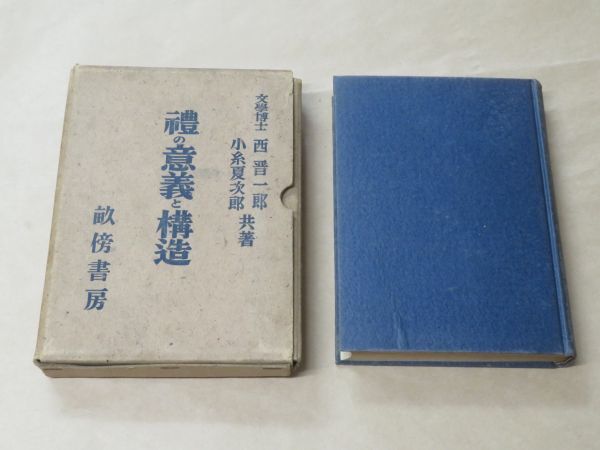 文學博士 西晋一郎
小糸夏次郎 共著
禮の意義と構造
畝傍書房